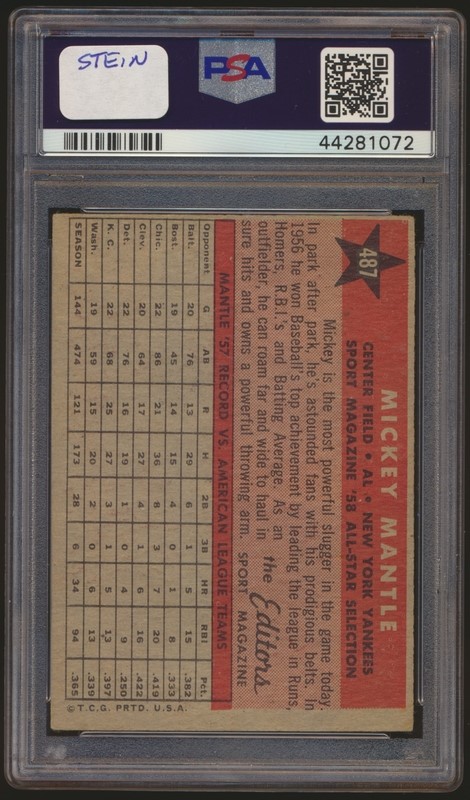 STEIN
PSA
44281072
487
MICKEY MANTLE
CENTER FIELD • AL • NEW YORK YANKEES
SPORT MAGAZINE '58 ALL-STAR SELECTION
Mickey is the most powerful slugger in the game today.
In park after park, he's astounded fans with his prodigious belts. In
1956 he won Baseball's top achievement by leading the league in Runs,
Homers, R.B.I.'s and Batting Average. As an
outfielder, he can roam far and wide to haul in
sure hits and owns a powerful throwing arm.
the Editors
SPORT MAGAZINE
MANTLE '57 RECORD VS. AMERICAN LEAGUE TEAMS
Opponent G AB R H 2B 3B HR RBI Pct.
Balt. 20 76 13 29 6 1 5 15 .382
Bost. 19 45 14 15 4 0 1 8 .333
Chic. 22 86 21 36 8 3 7 20 .419
Clev. 20 64 17 27 4 1 6 16 .422
Det. 22 76 16 19 1 0 4 9 .250
K. C. 22 68 25 27 3 1 5 13 .397
Wash. 19 59 15 20 2 0 6 13 .339
SEASON 144 474 121 173 28 6 34 94 .365
© T.C.G. PRTD. U.S.A.